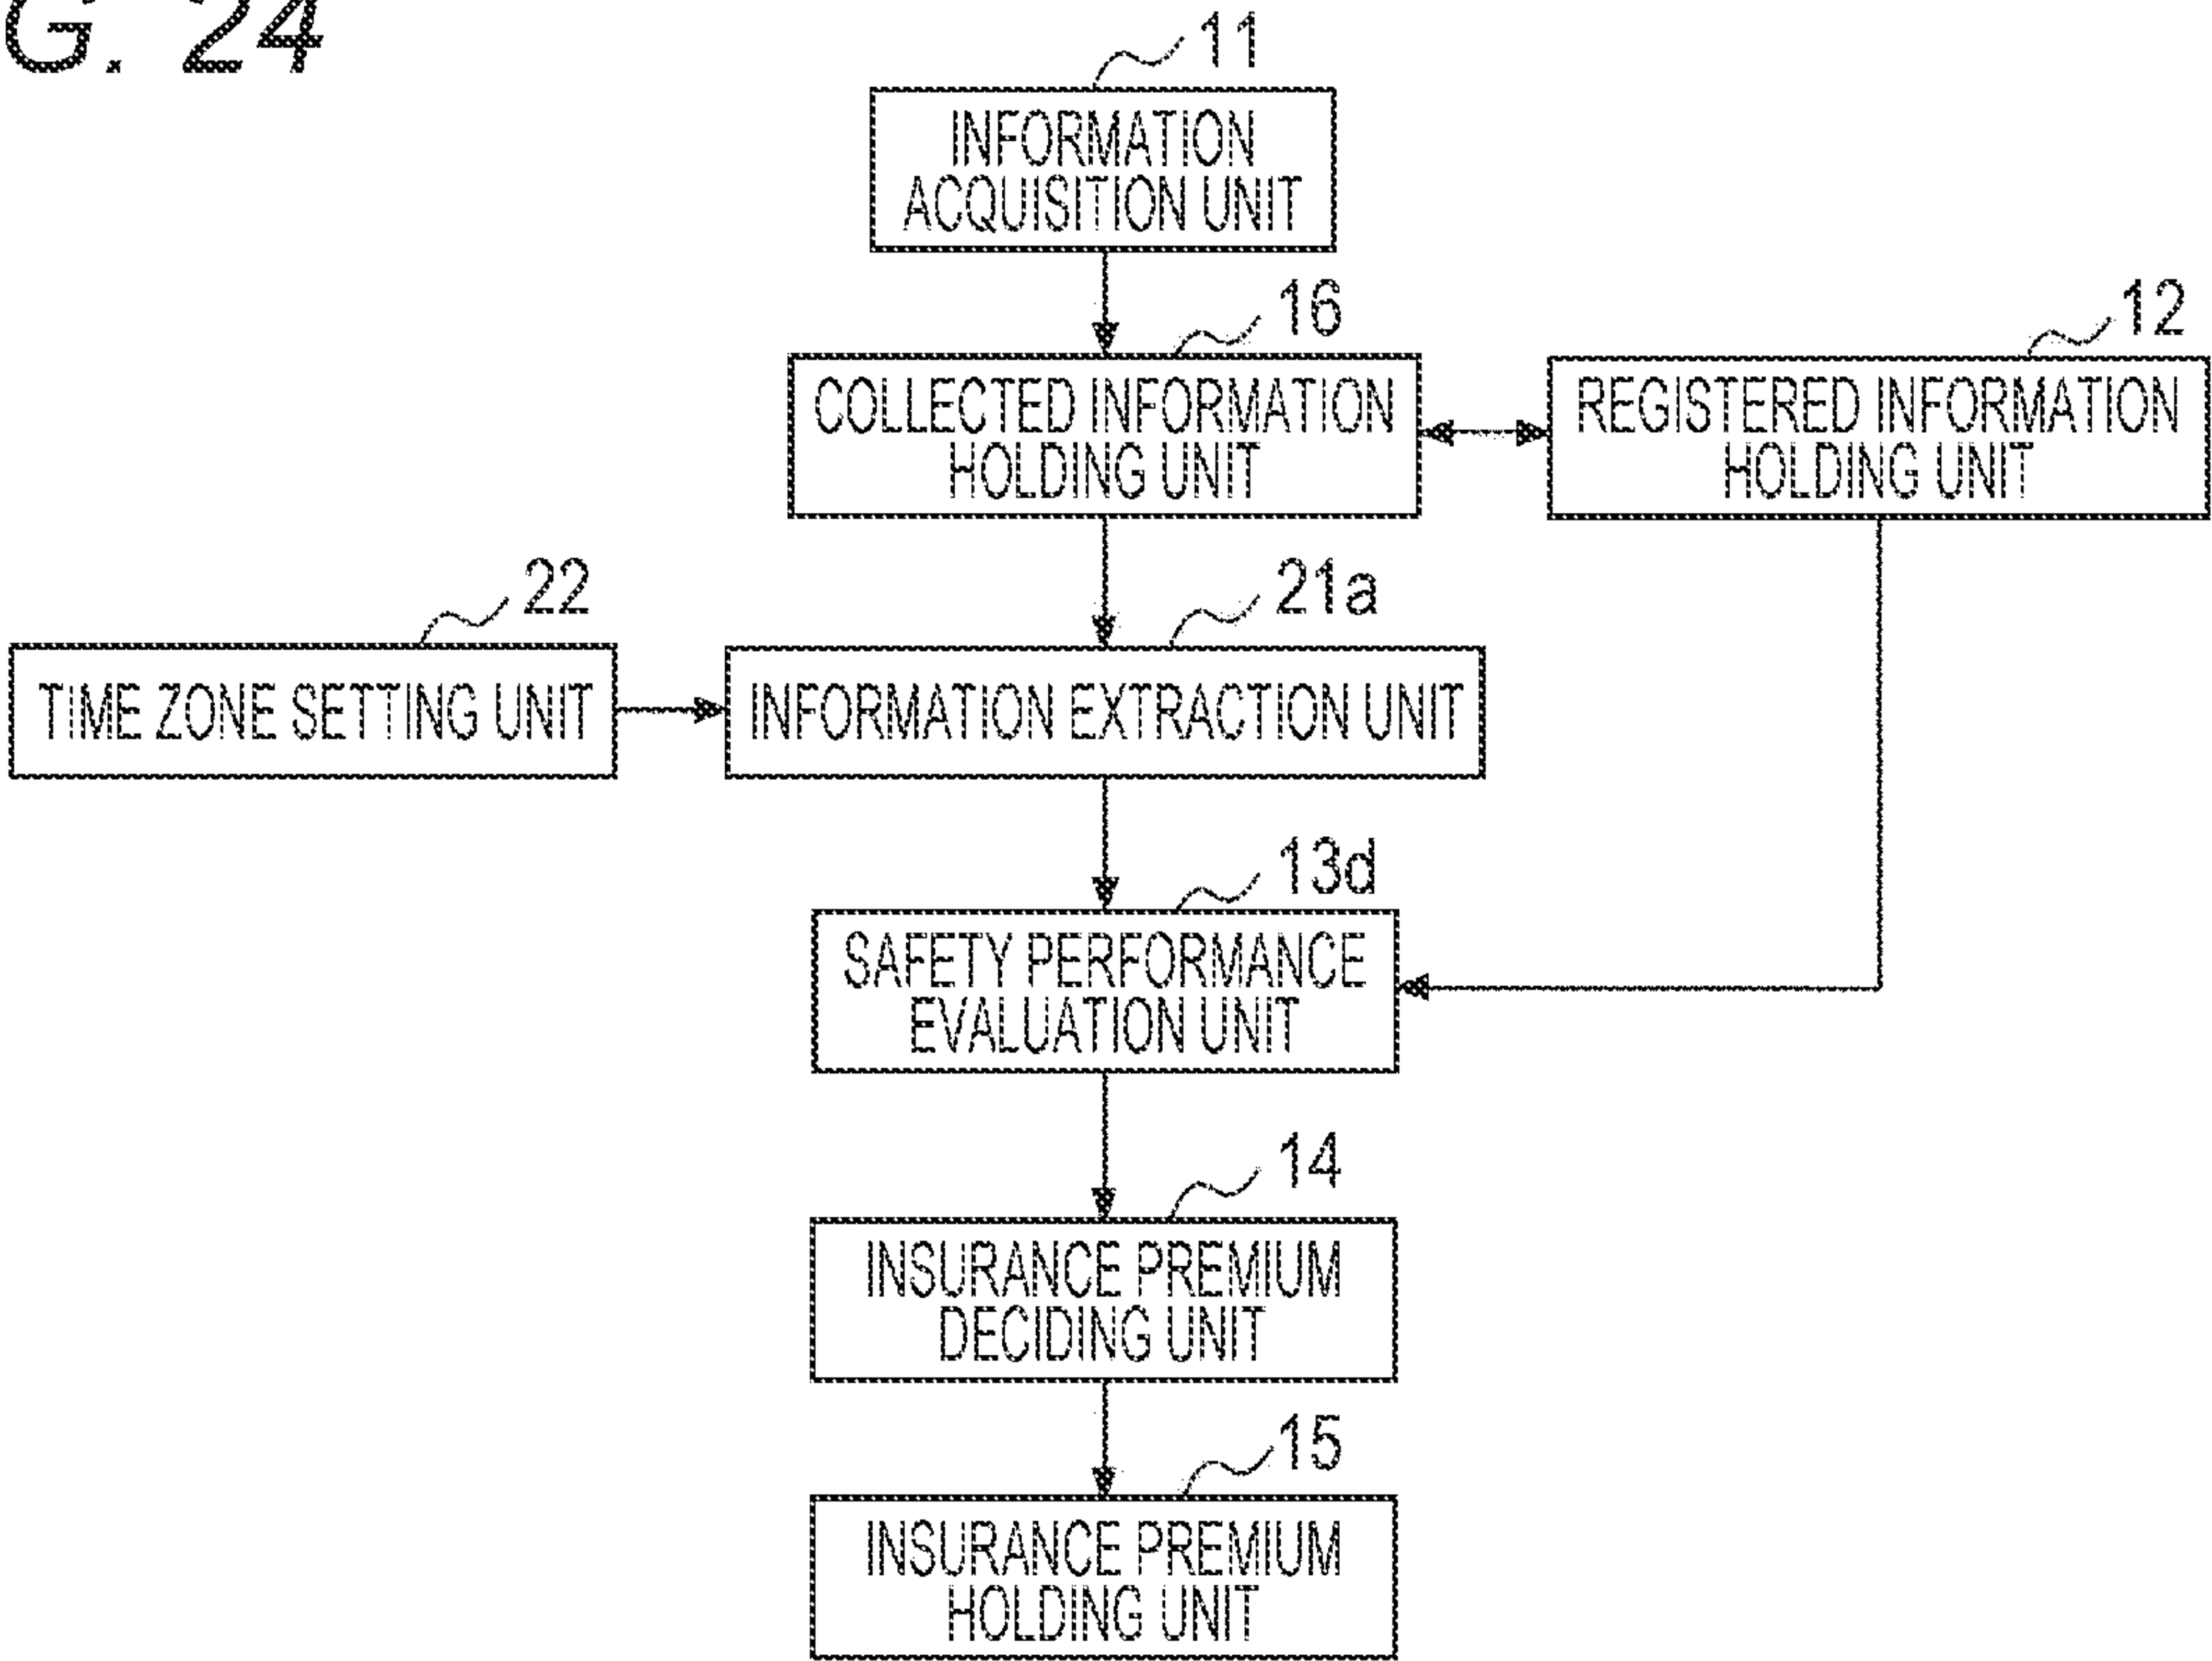 G. 24
11
INFORMATION
ACQUISITION UNIT
16
12
COLLECTED INFORMATION
HOLDING UNIT
REGISTERED INFORMATION
HOLDING UNIT
22
21a
TIME ZONE SETTING UNIT
INFORMATION EXTRACTION UNIT
13d
SAFETY PERFORMANCE
EVALUATION UNIT
14
INSURANCE PREMIUM
DECIDING UNIT
15
INSURANCE PREMIUM
HOLDING UNIT